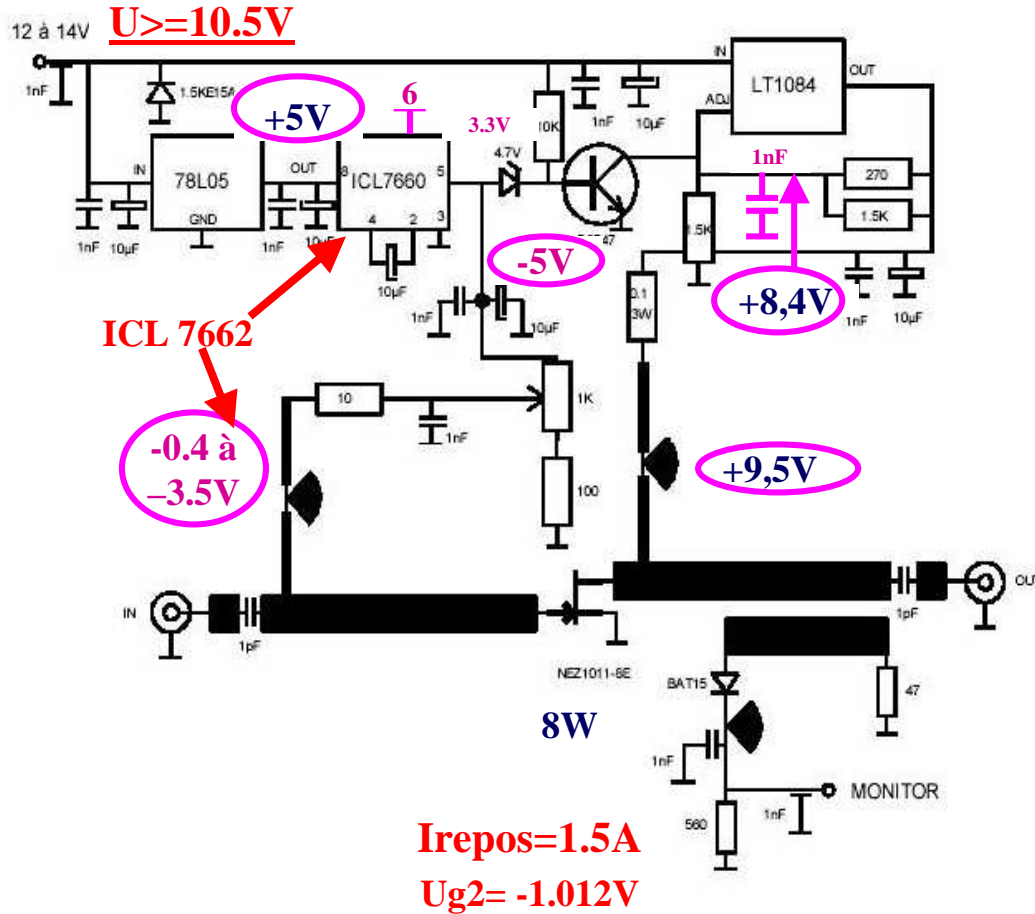 U>=10.5V
12 à 14V
1nF
1.5KE15A
+5V
6
3.3V
4.7V
10K
1nF
10µF
IN
LT1084
OUT
ADJ
IN
78L05
OUT
GND
8
ICL7660
5
4
2
3
1nF
10µF
1nF
10µF
10µF
1nF
270
1.5K
1.5K
-5V
+8,4V
1nF
10µF
0.1
3W
1nF
10µF
ICL 7662
-0.4 à
–3.5V
10
1nF
1K
100
+9,5V
IN
1pF
NEZ1011-8E
1pF
8W
BAT15
47
1nF
MONITOR
560
1nF
Irepos=1.5A
Ug2= -1.012V